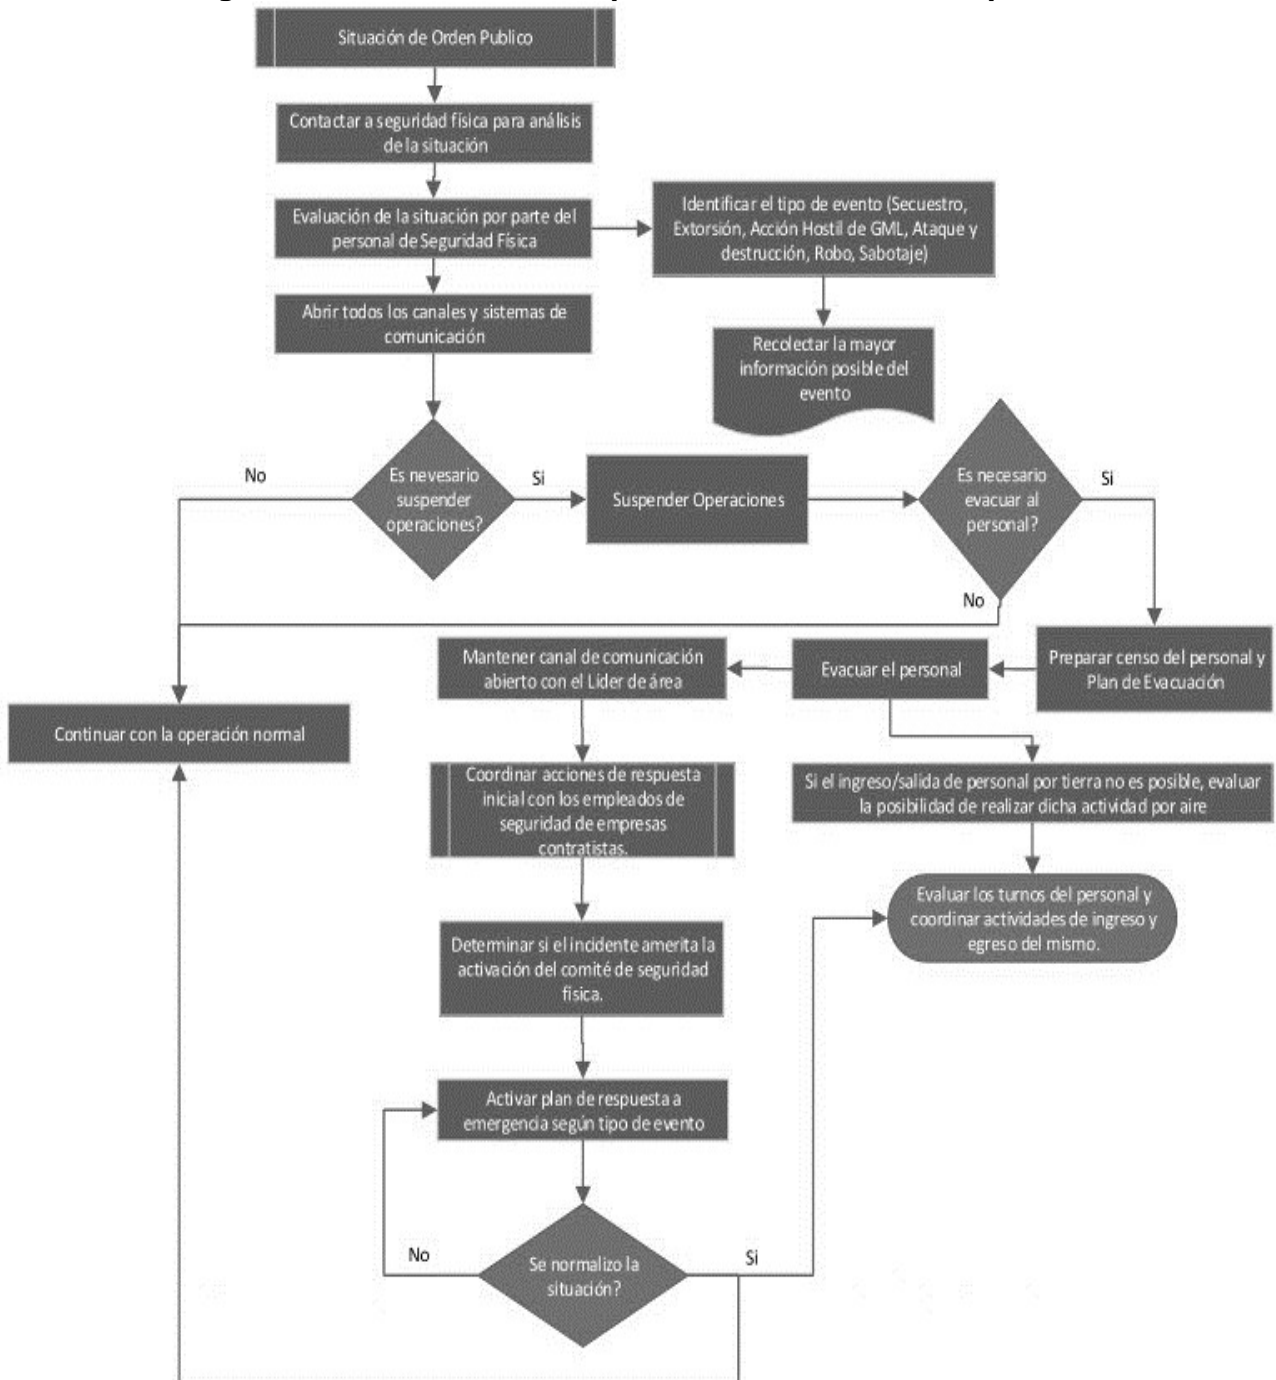 Situación de Orden Publico
Contactar a seguridad física para análisis
de la situación
Evaluación de la situación por parte del
personal de Seguridad Física
Identificar el tipo de evento (Secuestro,
Extorsión, Acción Hostil de GML, Ataque y
destrucción, Robo, Sabotaje)
Abrir todos los canales y sistemas de
comunicación
Recolectar la mayor
información posible del
evento
Es nevesario
suspender
operaciones?
No
Si
Suspender Operaciones
Es necesario
evacuar al
personal?
Si
No
Preparar censo del personal y
Plan de Evacuación
Evacuar el personal
Mantener canal de comunicación
abierto con el Lider de área
Continuar con la operación normal
Coordinar acciones de respuesta
inicial con los empleados de
seguridad de empresas
contratistas.
Si el ingreso/salida de personal por tierra no es posible, evaluar
la posibilidad de realizar dicha actividad por aire
Evaluar los turnos del personal y
coordinar actividades de ingreso y
egreso del mismo.
Determinar si el incidente amerita la
activación del comité de seguridad
física.
Activar plan de respuesta a
emergencia según tipo de evento
Se normalizo la
situación?
No
Si